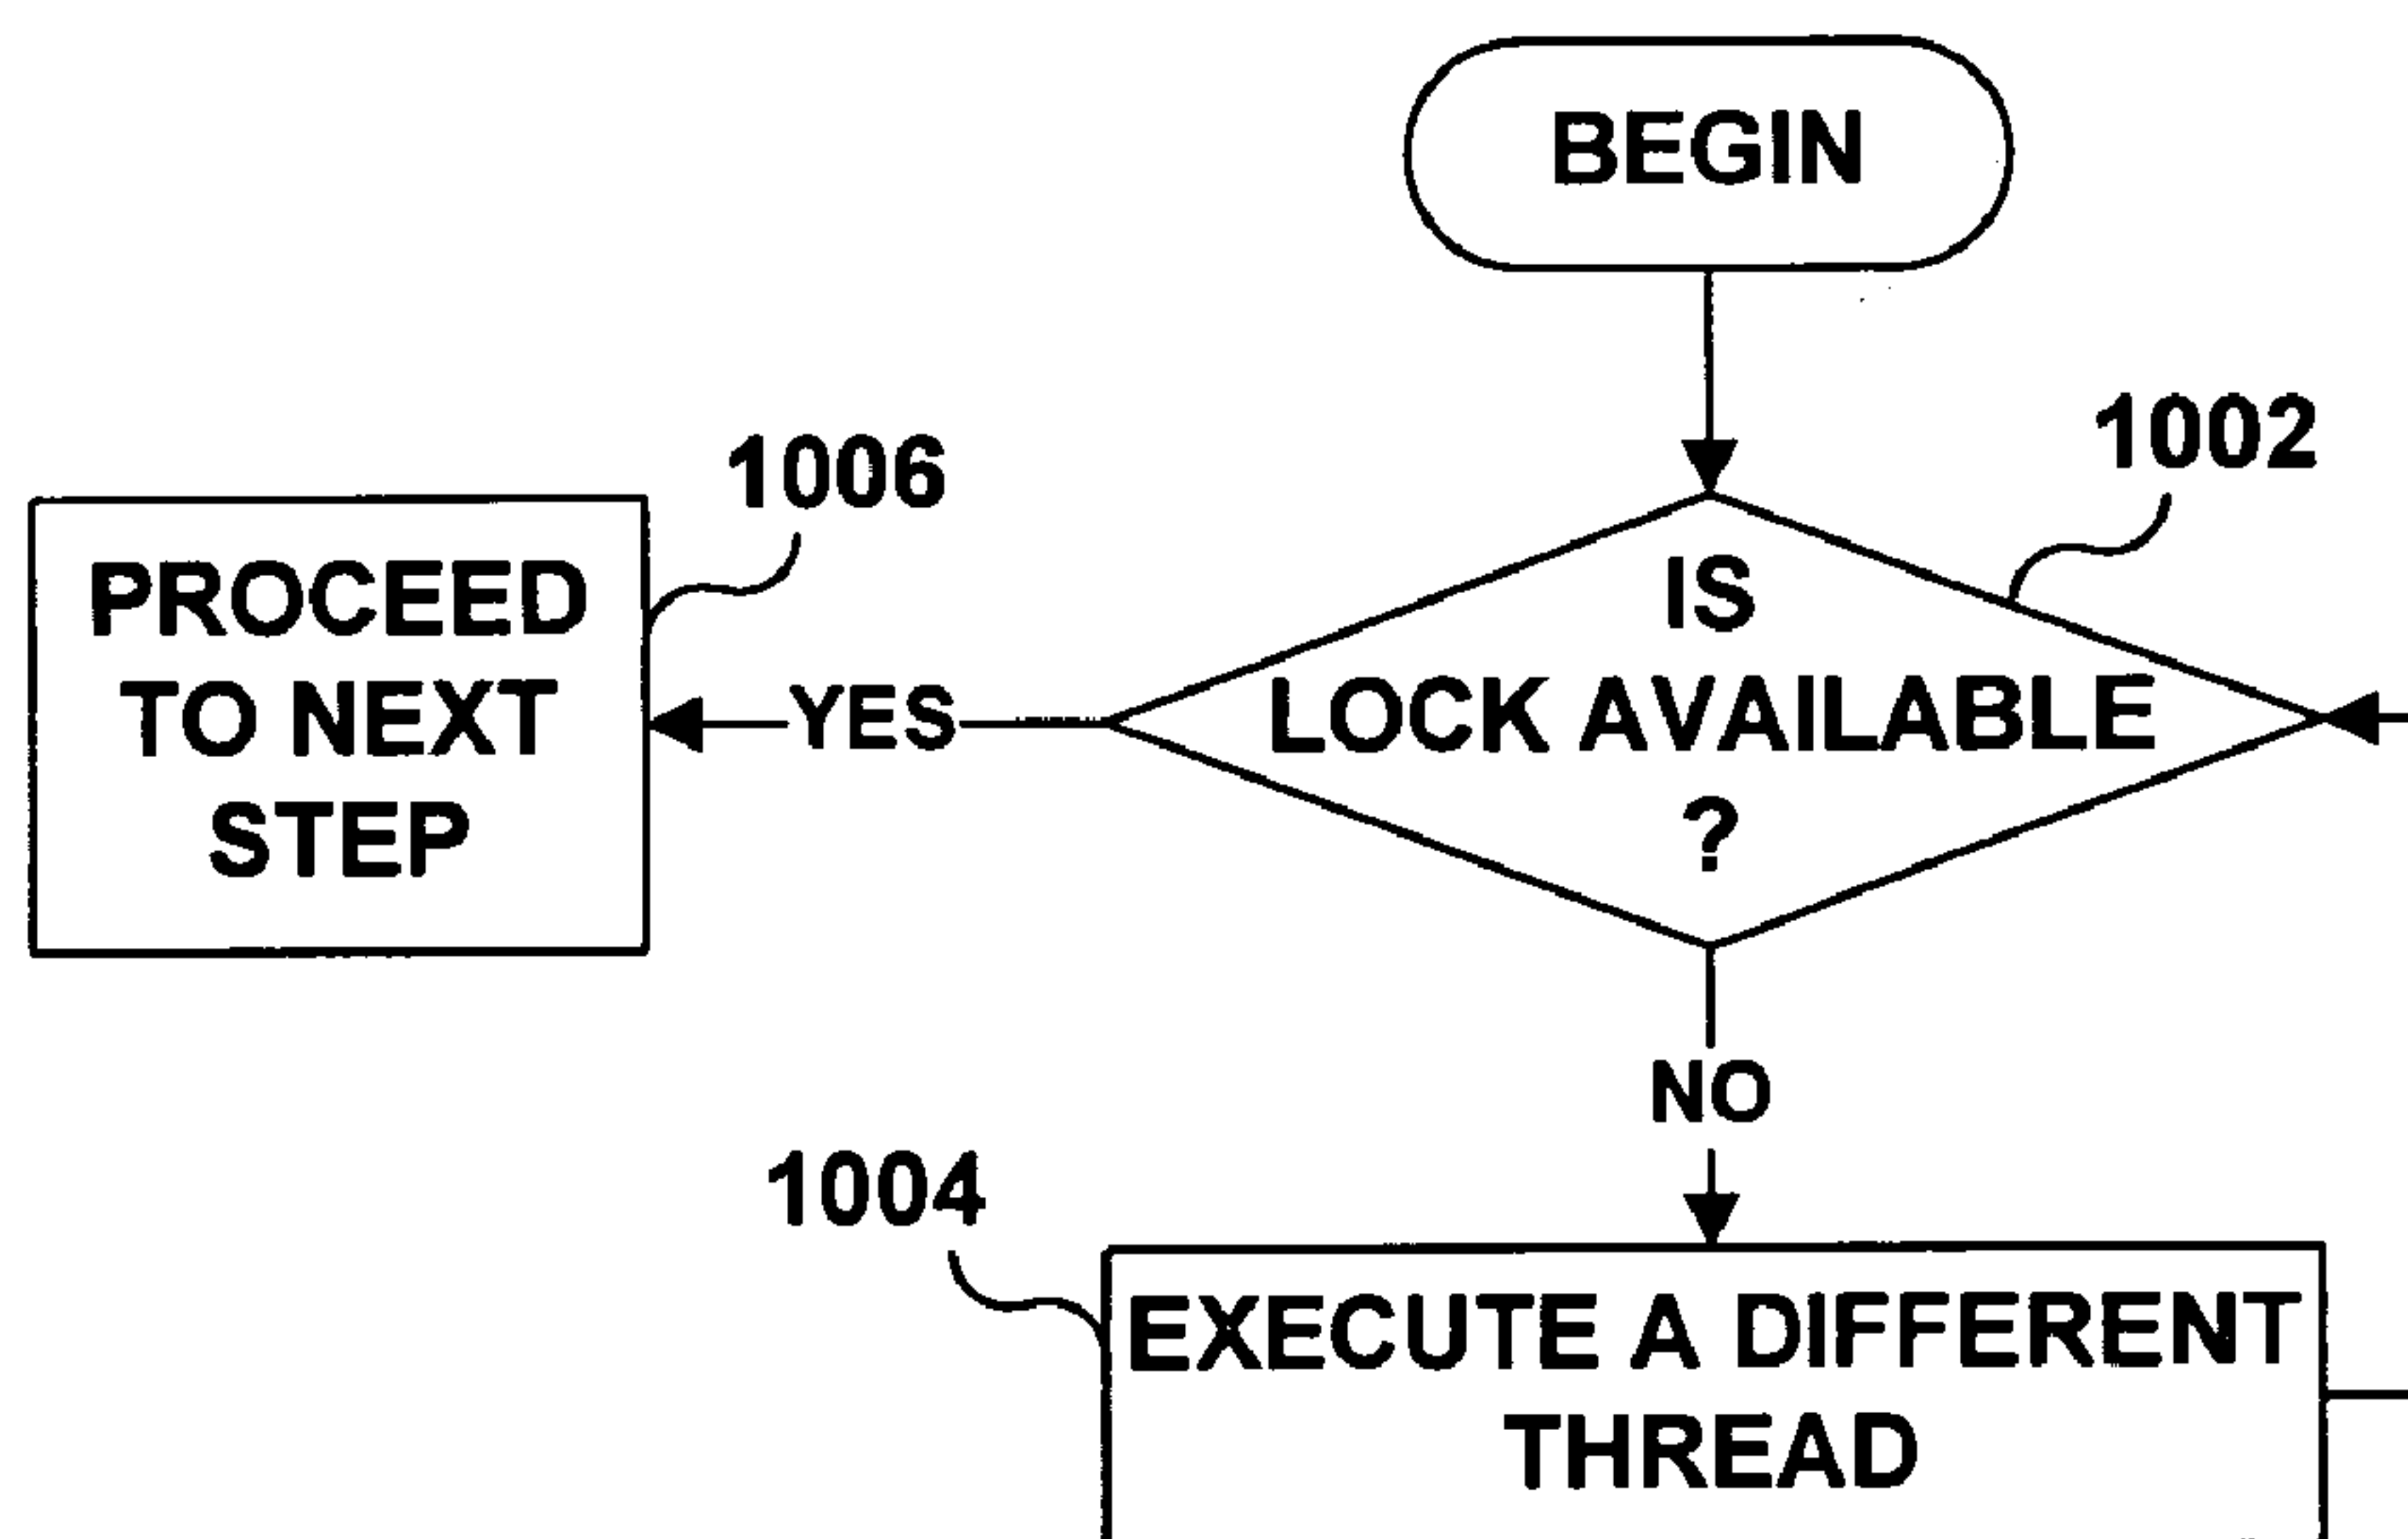 BEGIN
1002
1006
IS
LOCK AVAILABLE
?
YES
PROCEED
TO NEXT
STEP
NO
1004
EXECUTE A DIFFERENT
THREAD